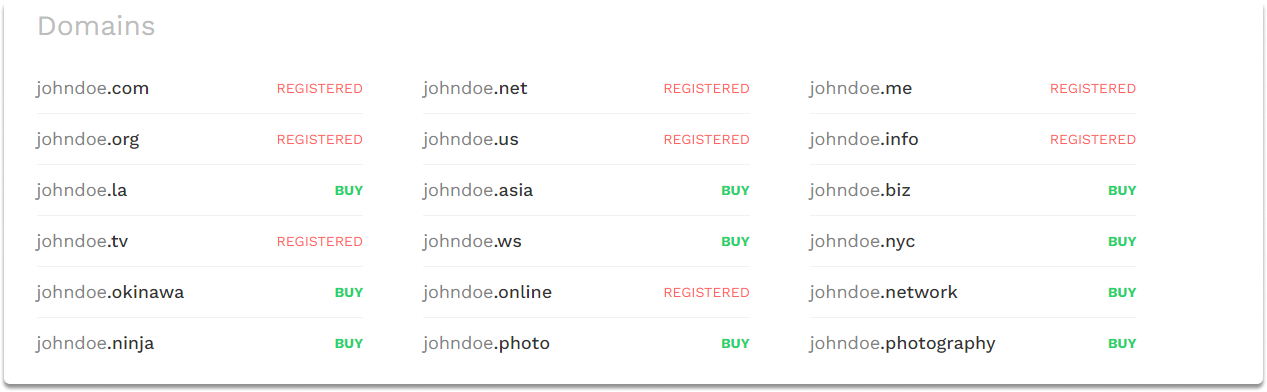 Domains
johndoe.com REGISTERED johndoe.net REGISTERED johndoe.me REGISTERED
johndoe.org REGISTERED johndoe.us REGISTERED johndoe.info REGISTERED
johndoe.la BUY johndoe.asia BUY johndoe.biz BUY
johndoe.tv REGISTERED johndoe.ws BUY johndoe.nyc BUY
johndoe.okinawa BUY johndoe.online REGISTERED johndoe.network BUY
johndoe.ninja BUY johndoe.photo BUY johndoe.photography BUY